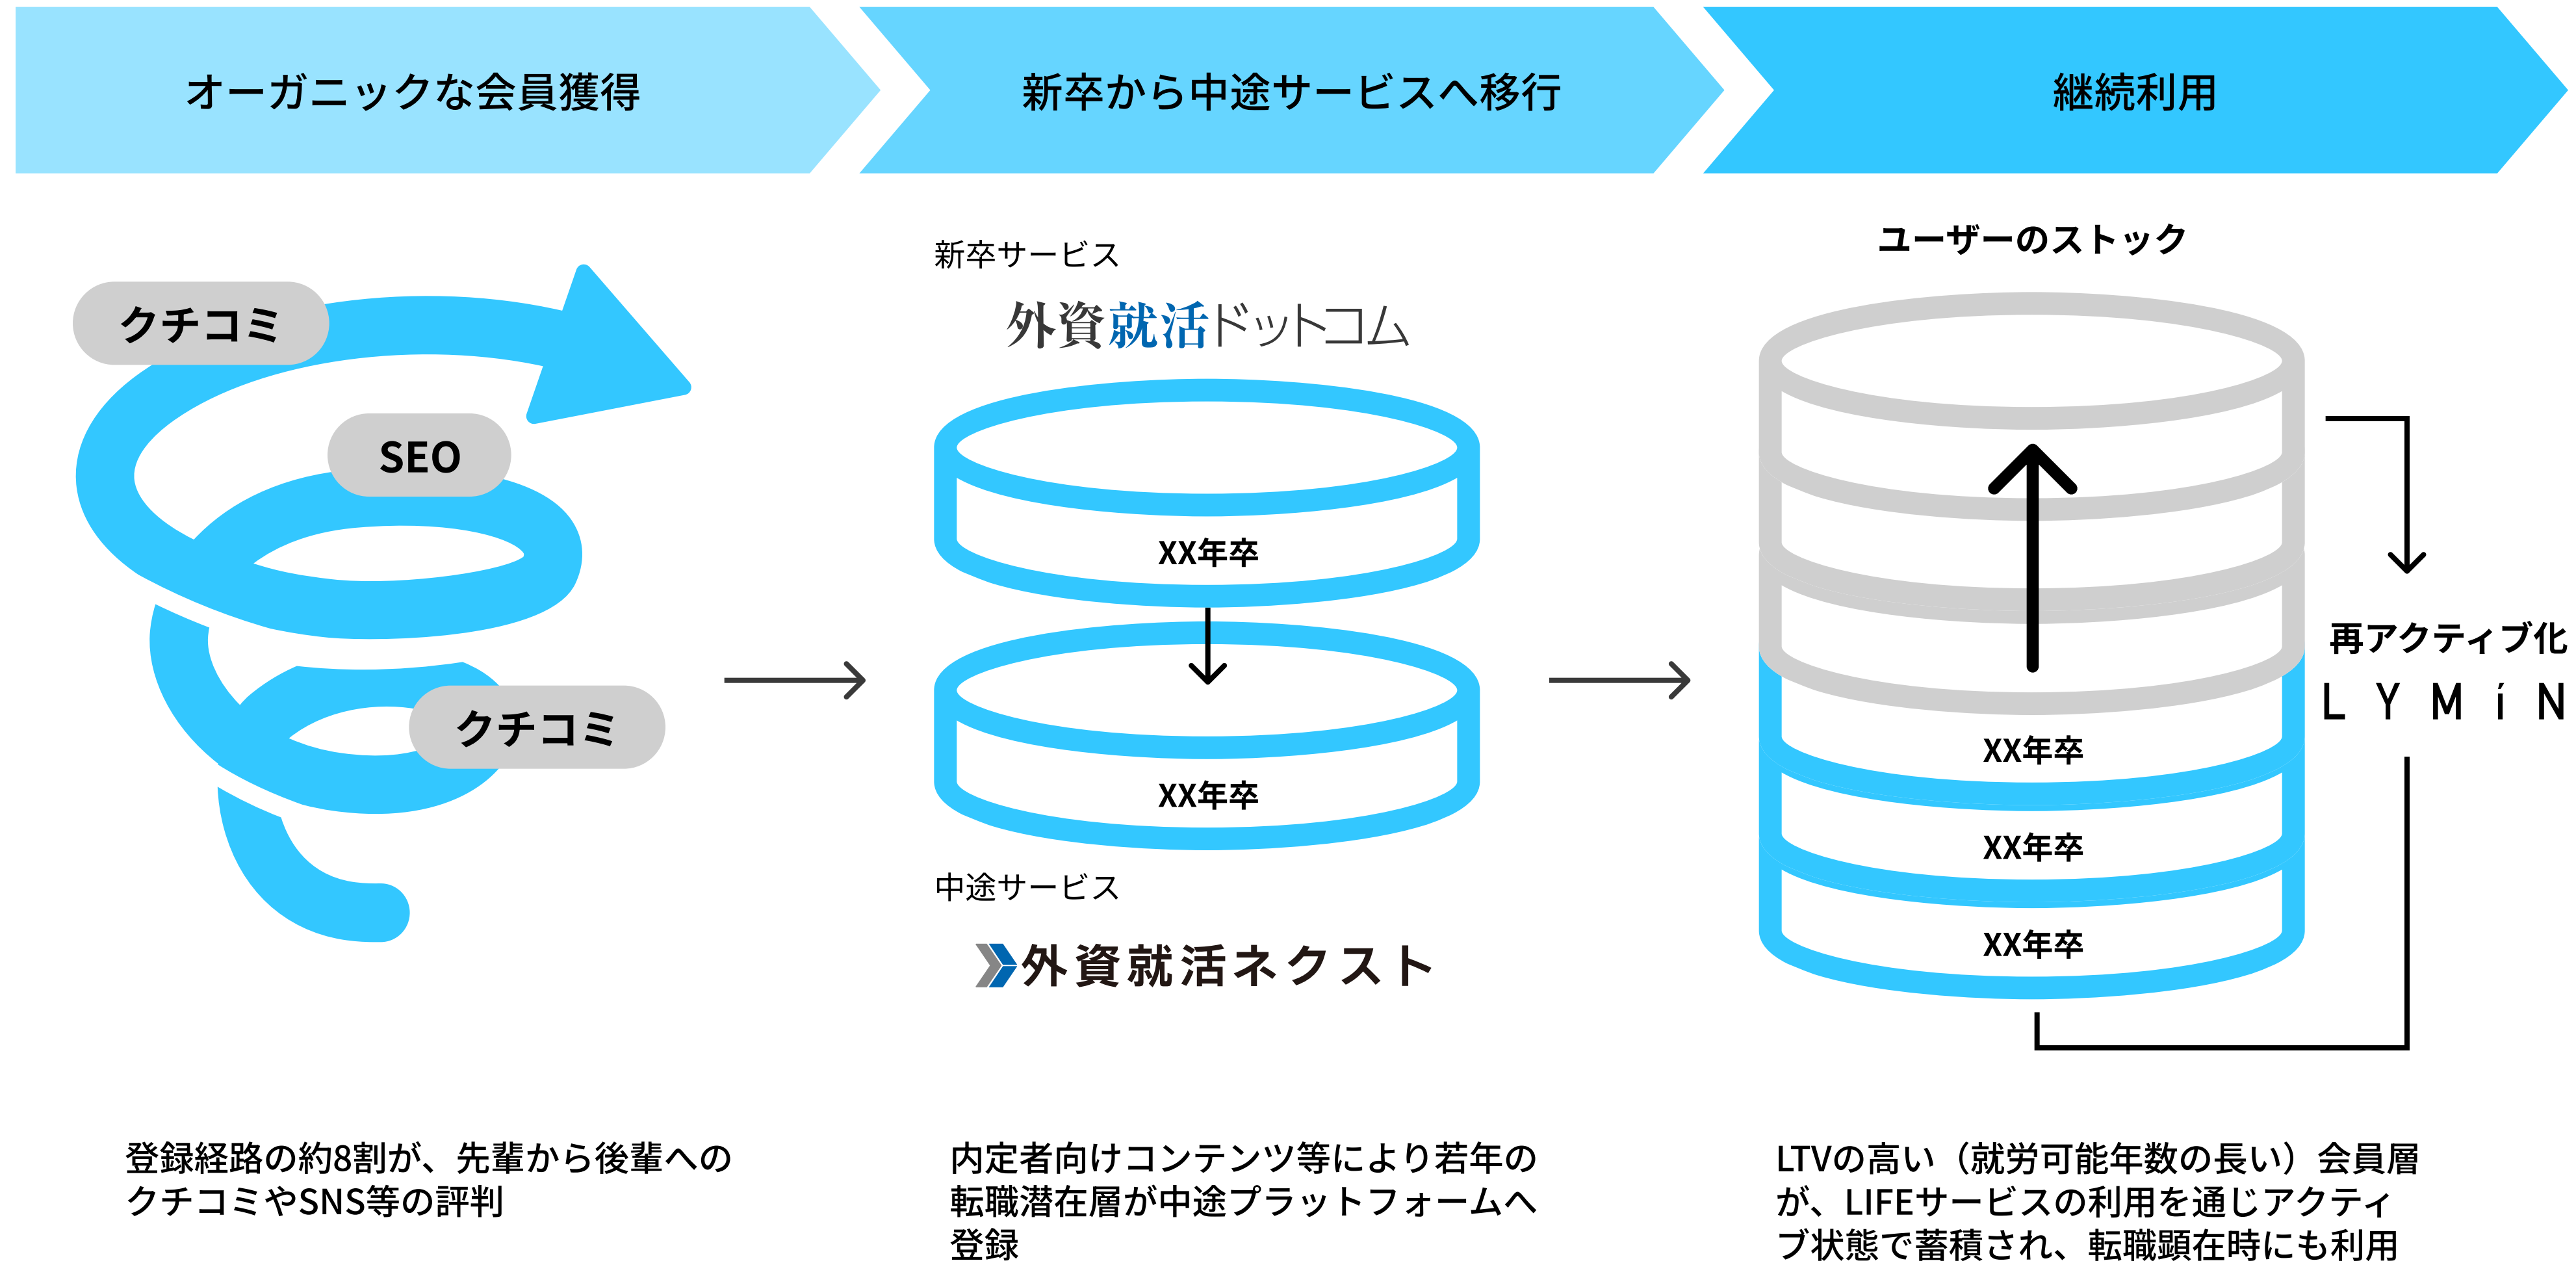 オーガニックな会員獲得
新卒から中途サービスへ移行
継続利用
クチコミ
SEO
クチコミ
新卒サービス
外資就活ドットコム
XX年卒
XX年卒
中途サービス
外資就活ネクスト
ユーザーのストック
XX年卒
XX年卒
XX年卒
再アクティブ化
LYMiN
登録経路の約8割が、先輩から後輩への
クチコミやSNS等の評判
内定者向けコンテンツ等により若年の
転職潜在層が中途プラットフォームへ
登録
LTVの高い（就労可能年数の長い）会員層
が、LIFEサービスの利用を通じアクティ
ブ状態で蓄積され、転職顕在時にも利用